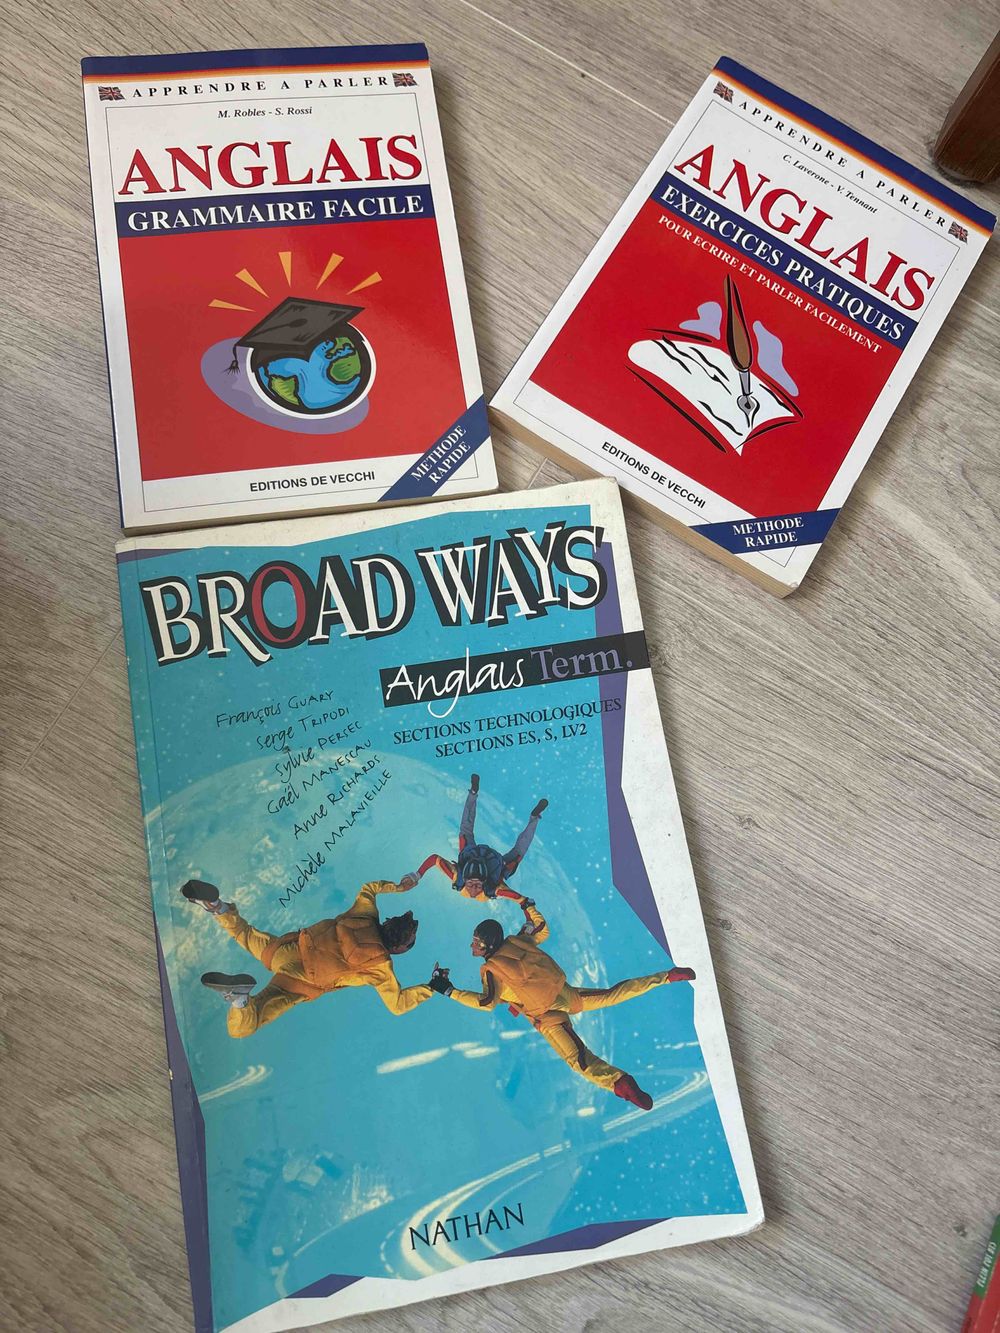 APPRENDRE A PARLER
M. Robles - S. Rossi
ANGLAIS
GRAMMAIRE FACILE
METHODE
RAPIDE
EDITIONS DE VECCHI
APPRENDRE A PARLER
C. Laverone - V. Tennant
ANGLAIS
EXERCICES PRATIQUES
POUR ECRIRE ET PARLER FACILEMENT
EDITIONS DE VECCHI
METHODE
RAPIDE
BROAD WAYS
Anglais Term.
SECTIONS TECHNOLOGIQUES
SECTIONS ES, S, LV2
François GUARY
Serge TRIPODI
Sylvie PERSEC
Gaël MANESCAU
Anne RICHARDS
Michèle MALAVIEILLE
NATHAN